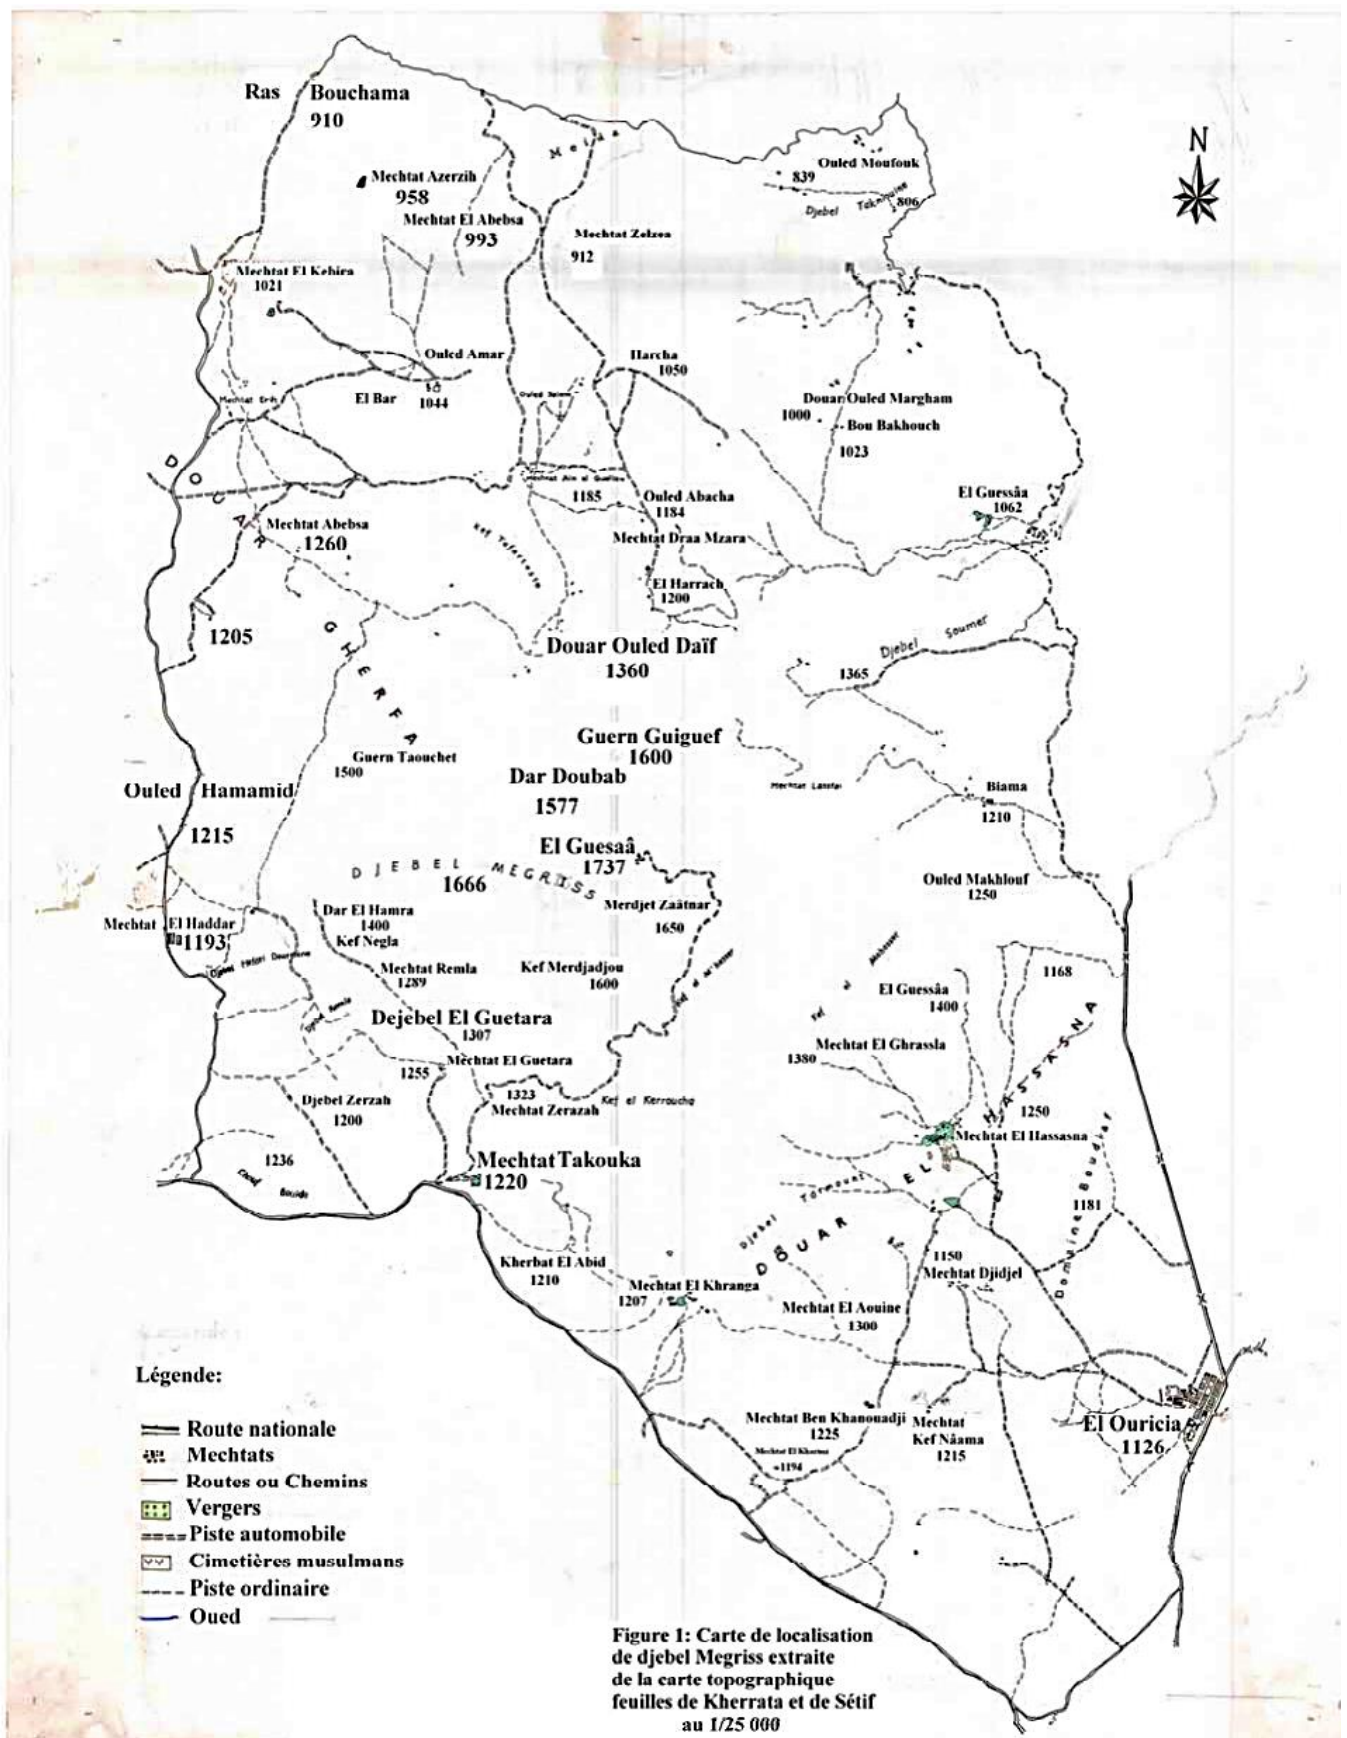 Ras Bouchama
910
N
Ouled Moufouk
839
Djebel
806
Mechtat Azerzih
958
Mechtat El Abebsa
993
Mechtat Zelzea
912
Mechtat El Kebira
1021
Ouled Amar
El Bar
1044
Harcha
1050
Douar Ouled Margham
1000
Bou Bakhouch
1023
DOUAR
GHERFA
1185
Ouled Abacha
1184
El Guessâa
1062
Mechtat Abebsa
1260
Mechtat Draa Mzara
El Harrach
1200
1205
Douar Ouled Daïf
1360
Djebel Soumer
1365
Guern Guiguef
1600
Guern Taouchet
1500
Dar Doubab
1577
Ouled Hamamid
1215
Biama
1210
El Guesaâ
1737
DJEBEL MEGRISS
1666
Ouled Makhlouf
1250
Merdjet Zaâtnar
1650
Dar El Hamra
1400
Kef Negla
Mechtat El Haddar
1193
Mechtat Remla
1289
Kef Merdjadjou
1600
1168
El Guessâa
1400
Dejebel El Guetara
1307
Mechtat El Ghrassla
1380
Mechtat El Guetara
1255
Djebel Zerzah
1200
1323
Mechtat Zerazah
Kef el Kerroucha
1250
Mechtat El Hassasna
DOUAR EL HASSASNA
Mechtat Takouka
1220
1236
Djebel Tormount
1181
Domaine Boudiaf
Kherbat El Abid
1210
1150
Mechtat Djidjel
Mechtat El Khranga
1207
Mechtat El Aouine
1300
Mechtat Ben Khanouadji
1225
Mechtat
Kef Nâama
1215
El Ouricia
1126
+1194
Légende:
Route nationale
Mechtats
Routes ou Chemins
Vergers
Piste automobile
Cimetières musulmans
Piste ordinaire
Oued
Figure 1: Carte de localisation
de djebel Megriss extraite
de la carte topographique
feuilles de Kherrata et de Sétif
au 1/25 000